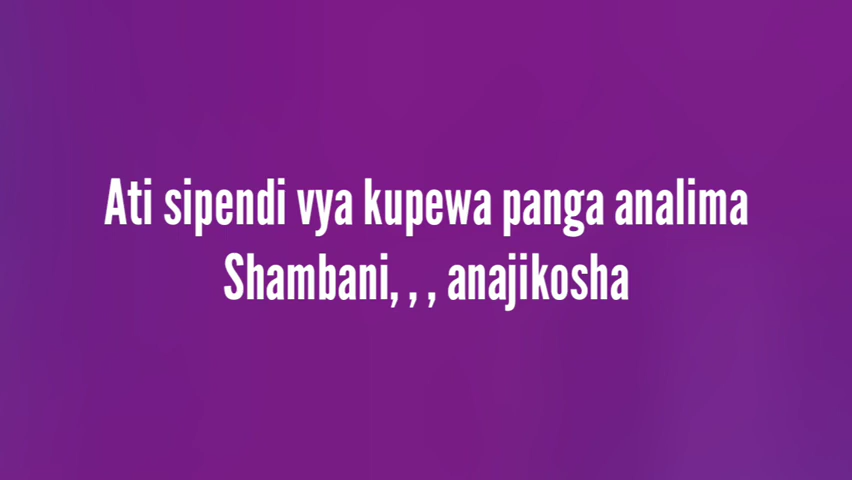 Ati sipendi vya kupewa panga analima
Shambani, , , anajikosha